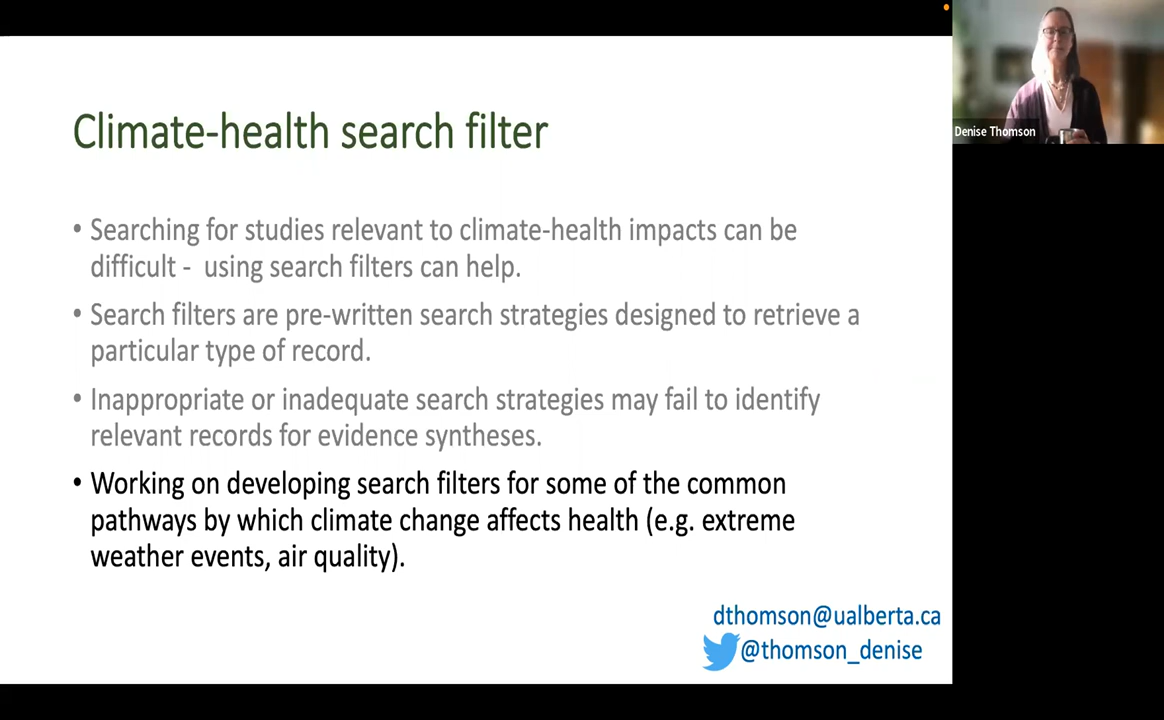 Climate-health search filter
• Searching for studies relevant to climate-health impacts can be
difficult -  using search filters can help.
• Search filters are pre-written search strategies designed to retrieve a
particular type of record.
• Inappropriate or inadequate search strategies may fail to identify
relevant records for evidence syntheses.
• Working on developing search filters for some of the common
pathways by which climate change affects health (e.g. extreme
weather events, air quality).
dthomson@ualberta.ca
@thomson_denise
Denise Thomson